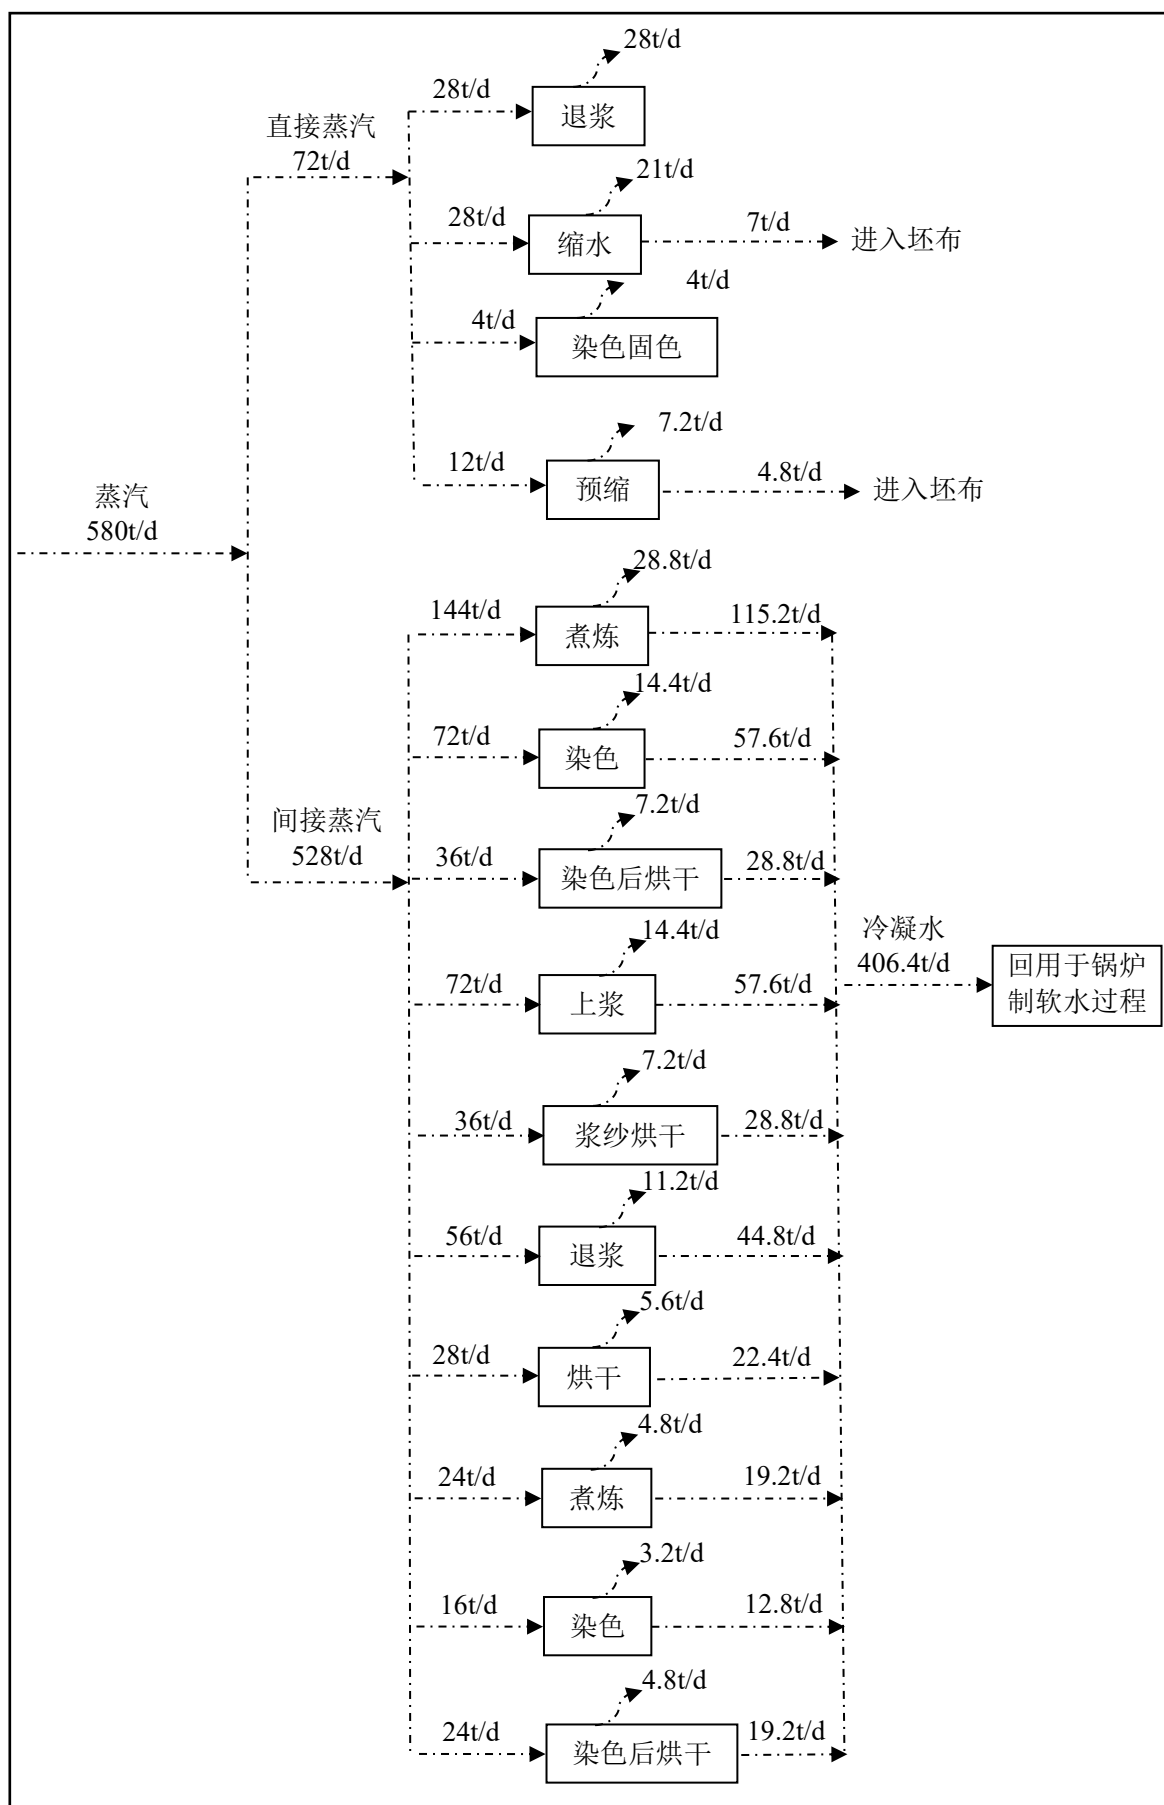 28t/d
28t/d
退浆
直接蒸汽
72t/d
21t/d
28t/d
缩水
7t/d
进入坯布
4t/d
4t/d
染色固色
7.2t/d
12t/d
预缩
4.8t/d
进入坯布
蒸汽
580t/d
28.8t/d
144t/d
煮炼
115.2t/d
14.4t/d
72t/d
染色
57.6t/d
间接蒸汽
528t/d
7.2t/d
36t/d
染色后烘干
28.8t/d
14.4t/d
72t/d
上浆
57.6t/d
冷凝水
406.4t/d
回用于锅炉
制软水过程
7.2t/d
36t/d
浆纱烘干
28.8t/d
11.2t/d
56t/d
退浆
44.8t/d
5.6t/d
28t/d
烘干
22.4t/d
4.8t/d
24t/d
煮炼
19.2t/d
3.2t/d
16t/d
染色
12.8t/d
4.8t/d
24t/d
染色后烘干
19.2t/d